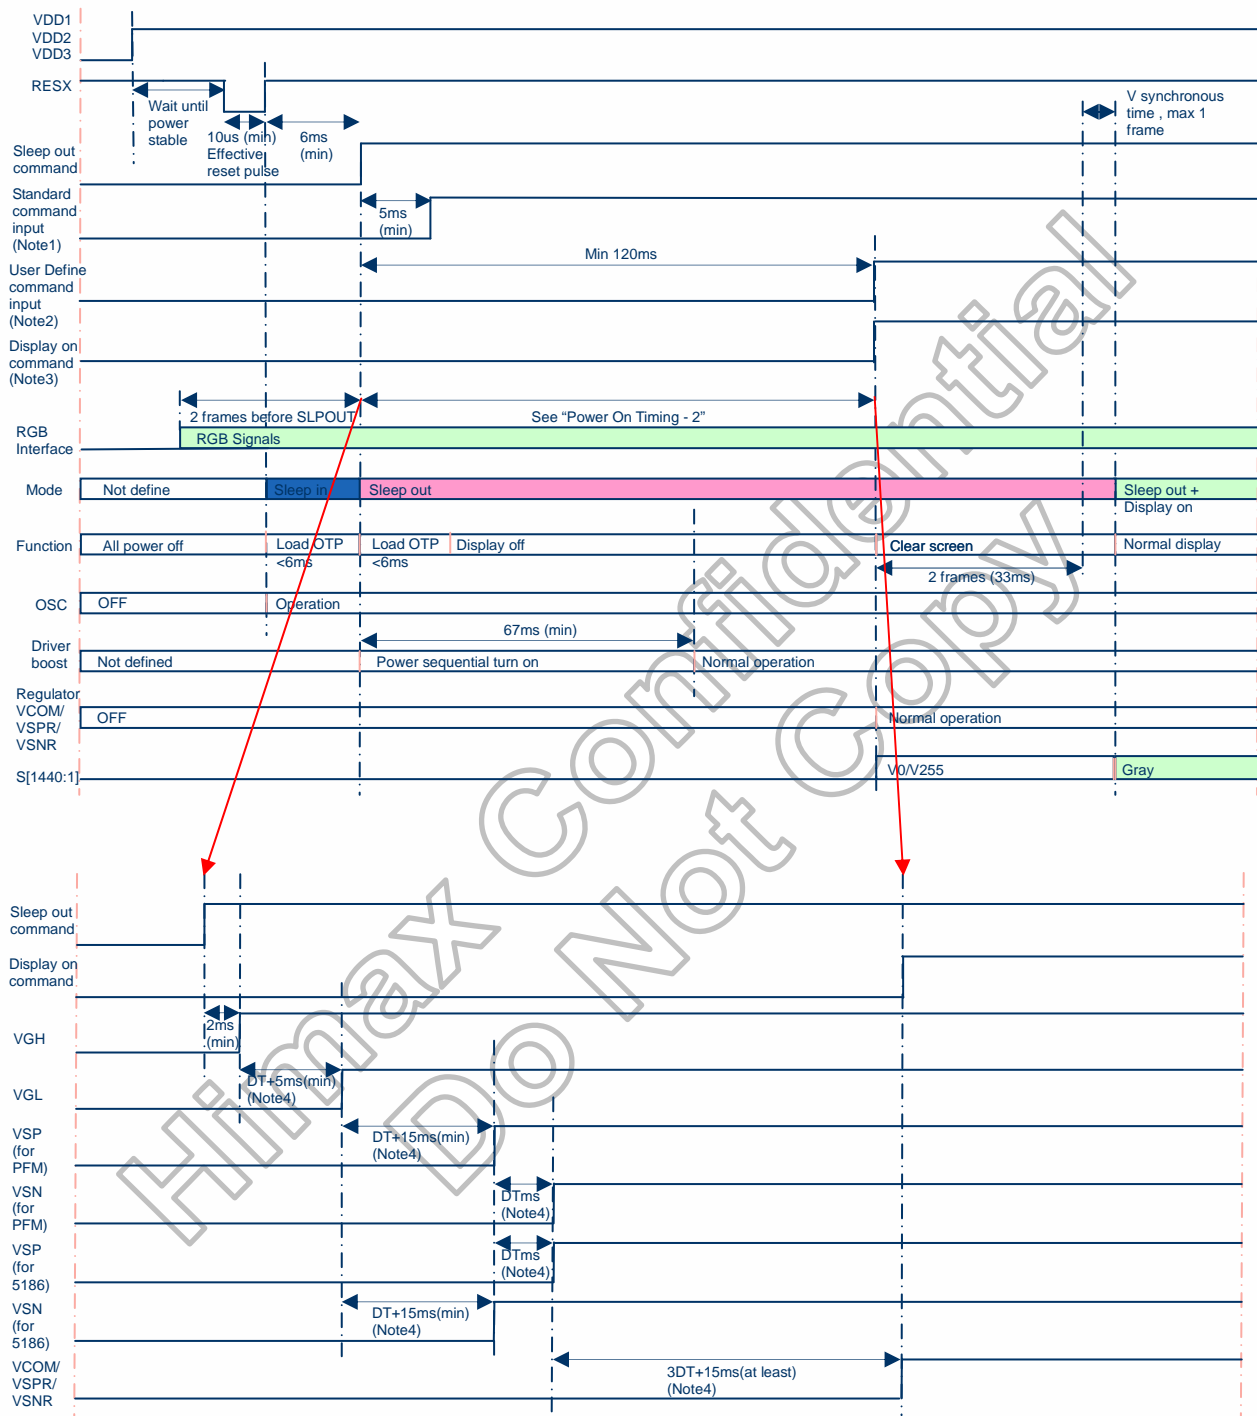 VDD1
VDD2
VDD3
RESX
Wait until
power
stable
10us (min)
Effective
reset pulse
6ms
(min)
V synchronous
time , max 1
frame
Sleep out
command
Standard
command
input
(Note1)
5ms
(min)
User Define
command
input
(Note2)
Min 120ms
Display on
command
(Note3)
2 frames before SLPOUT
See “Power On Timing - 2”
RGB
Interface
RGB Signals
Mode
Not define
Sleep in
Sleep out
Sleep out +
Display on
Function
All power off
Load OTP
<6ms
Load OTP
<6ms
Display off
Clear screen
Normal display
2 frames (33ms)
OSC
OFF
Operation
67ms (min)
Driver
boost
Not defined
Power sequential turn on
Normal operation
Regulator
VCOM/
VSPR/
VSNR
OFF
Normal operation
S[1440:1]
V0/V255
Gray
Sleep out
command
Display on
command
2ms
(min)
VGH
DT+5ms(min)
(Note4)
VGL
VSP
(for
PFM)
DT+15ms(min)
(Note4)
VSN
(for
PFM)
DTms
(Note4)
VSP
(for
5186)
DTms
(Note4)
VSN
(for
5186)
DT+15ms(min)
(Note4)
VCOM/
VSPR/
VSNR
3DT+15ms(at least)
(Note4)
Himax Confidential
Do Not Copy